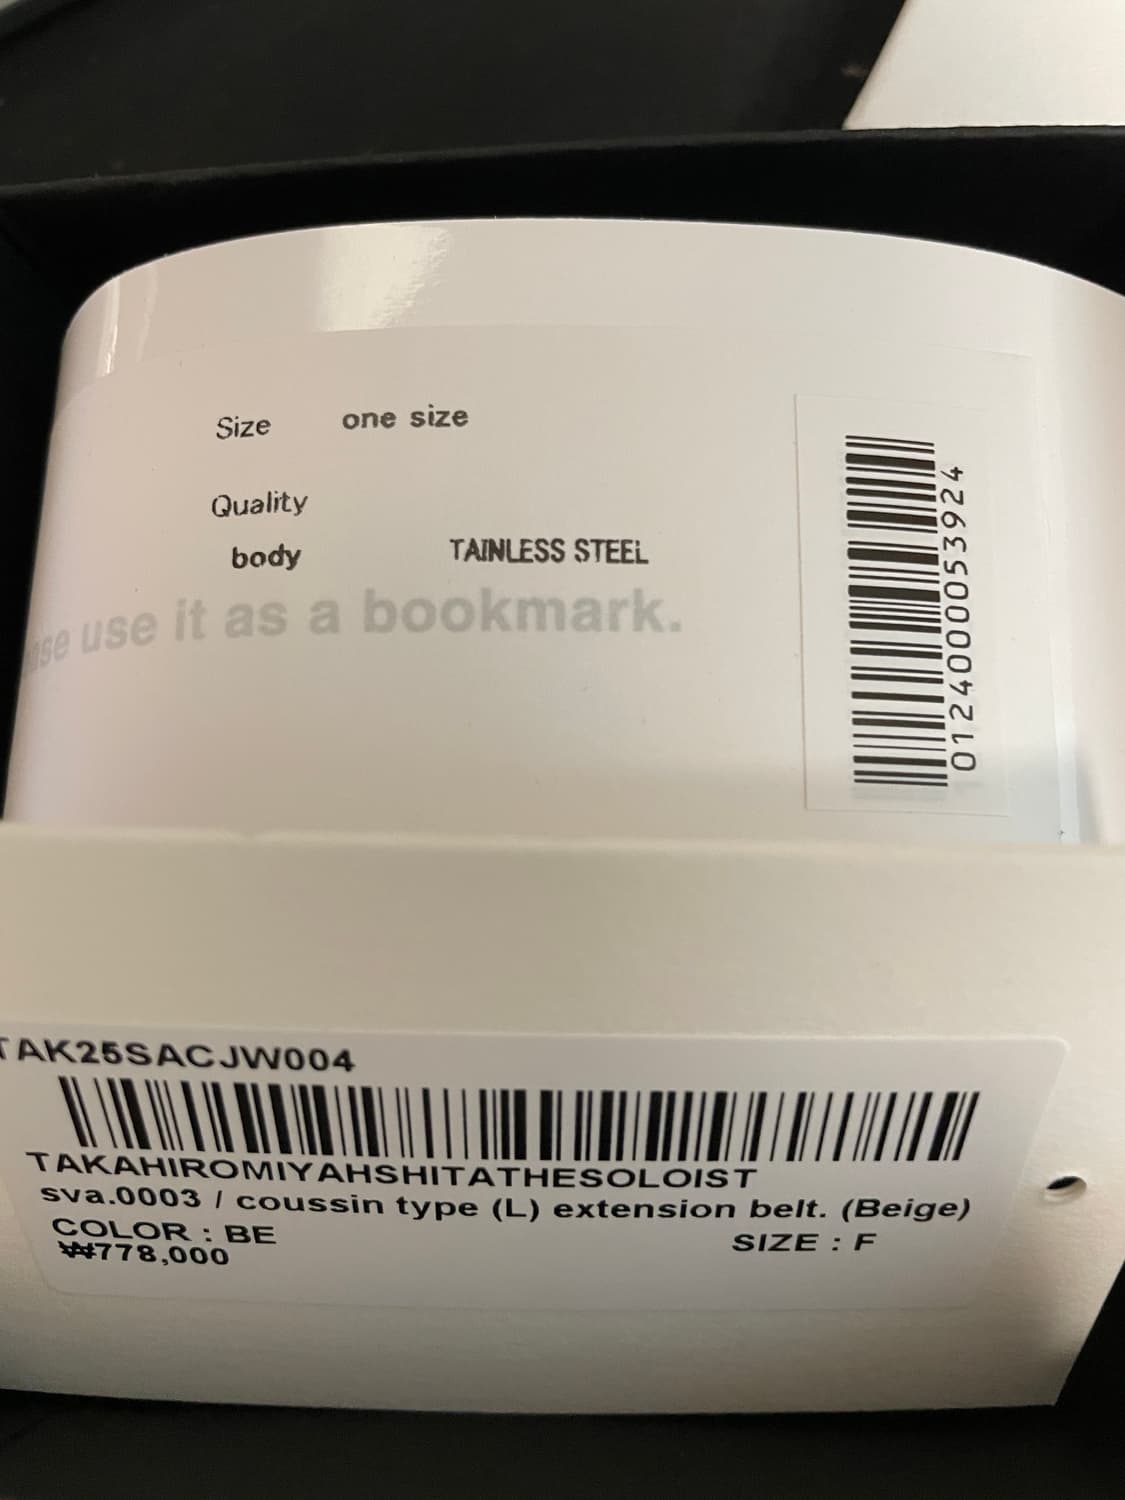 Size one size
Quality
body TAINLESS STEEL
use it as a bookmark.
0124000053924
TAK25SACJW004
TAKAHIROMIYAHSHITATHESOLOIST
sva.0003 / coussin type (L) extension belt. (Beige)
COLOR : BE SIZE : F
₩778,000